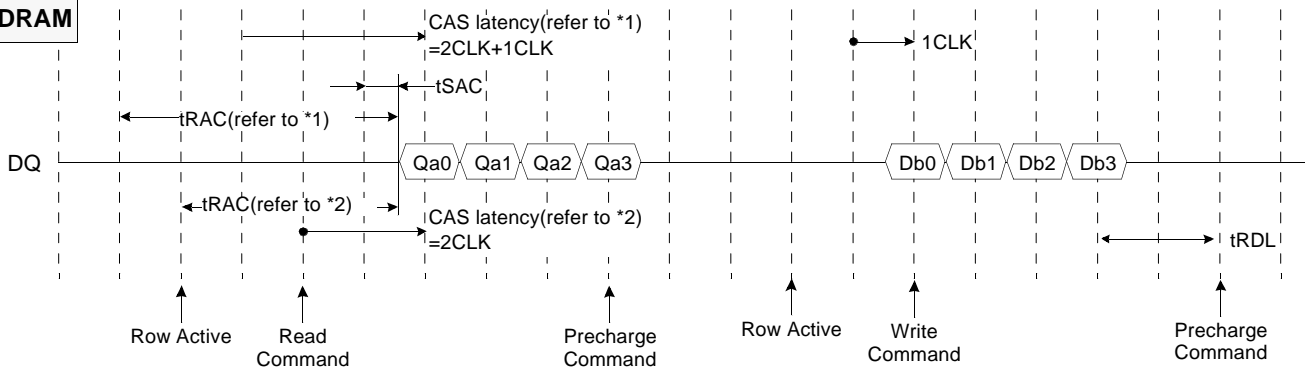 DRAM
CAS latency(refer to *1)
=2CLK+1CLK
1CLK
tSAC
tRAC(refer to *1)
DQ
Qa0
Qa1
Qa2
Qa3
Db0
Db1
Db2
Db3
tRAC(refer to *2)
CAS latency(refer to *2)
=2CLK
tRDL
Row Active
Read
Command
Precharge
Command
Row Active
Write
Command
Precharge
Command